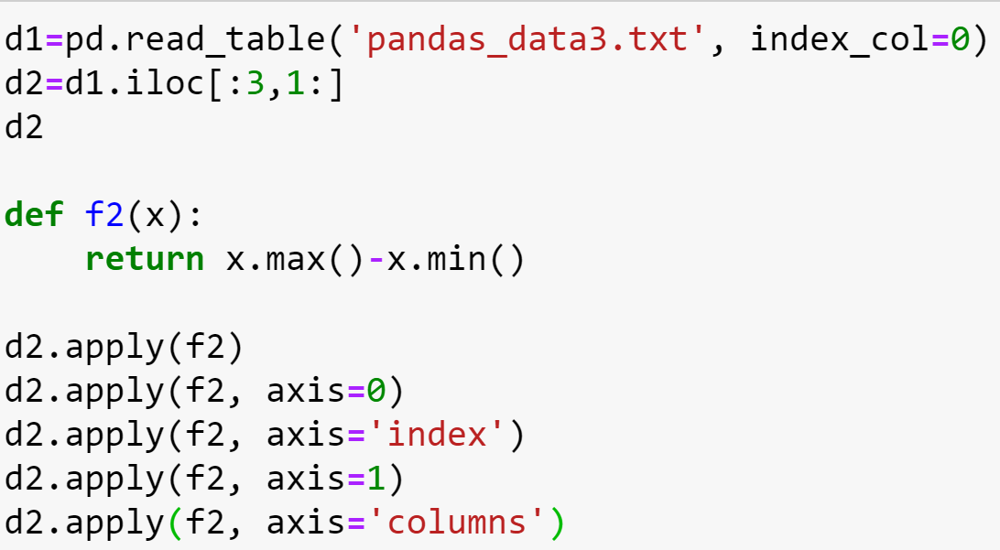 d1=pd.read_table('pandas_data3.txt', index_col=0)
d2=d1.iloc[:3,1:]
d2
def f2(x):
    return x.max()-x.min()
d2.apply(f2)
d2.apply(f2, axis=0)
d2.apply(f2, axis='index')
d2.apply(f2, axis=1)
d2.apply(f2, axis='columns')